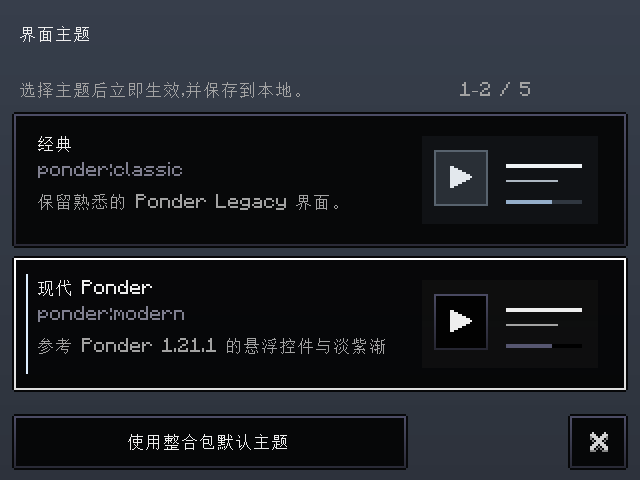 界面主题
选择主题后立即生效,并保存到本地。 1-2 / 5
经典
ponder:classic
保留熟悉的 Ponder Legacy 界面。
现代 Ponder
ponder:modern
参考 Ponder 1.21.1 的悬浮控件与淡紫渐
使用整合包默认主题